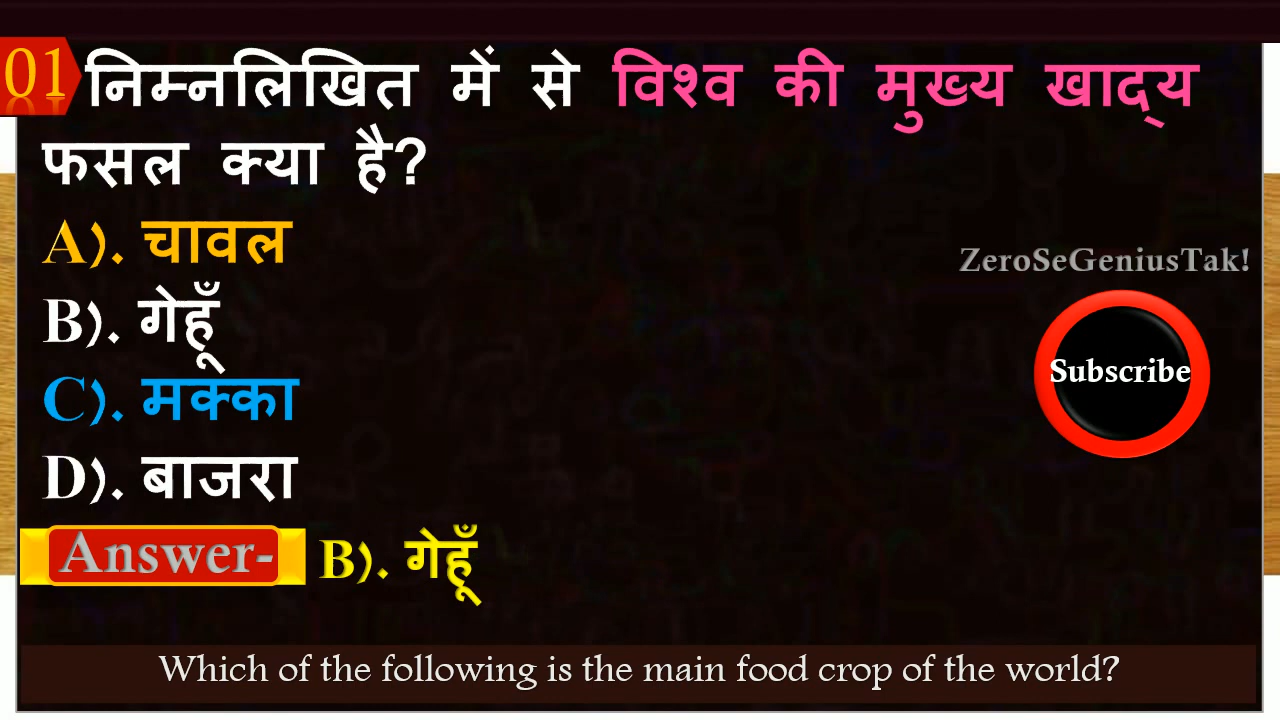 01 निम्नलिखित में से विश्व की मुख्य खाद्य
फसल क्या है?
A). चावल
B). गेहूँ
C). मक्का
D). बाजरा
ZeroSeGeniusTak!
Subscribe
Answer- B). गेहूँ
Which of the following is the main food crop of the world?